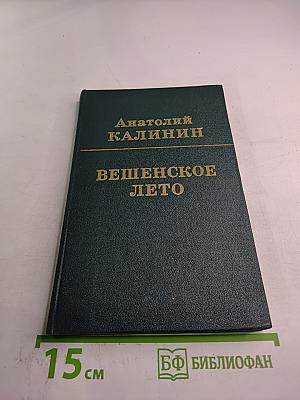 Анатолий
КАЛИНИН
ВЕШЕНСКОЕ
ЛЕТО
15 см
БФ БИБЛИОФАН